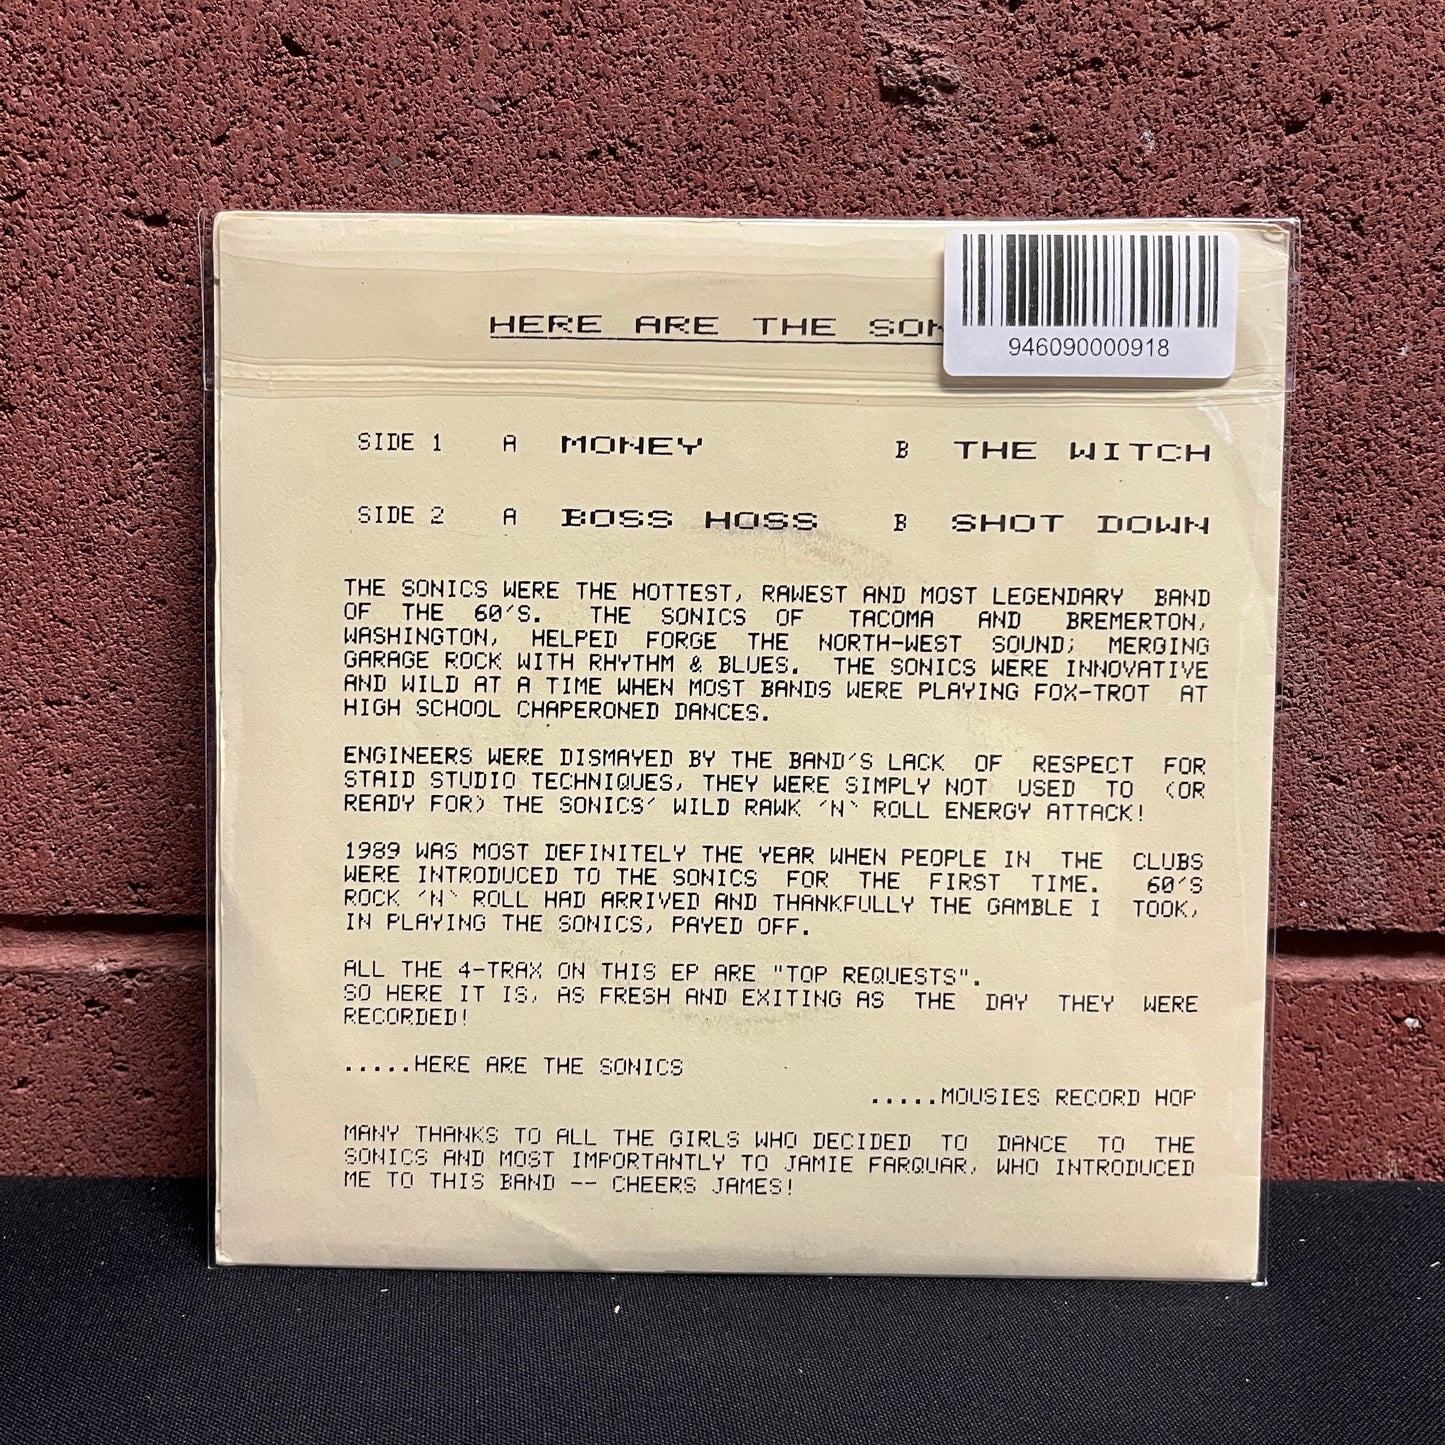 HERE ARE THE SON
946090000918
SIDE 1 A MONEY B THE WITCH
SIDE 2 A BOSS HOSS B SHOT DOWN
THE SONICS WERE THE HOTTEST, RAWEST AND MOST LEGENDARY BAND
OF THE 60'S. THE SONICS OF TACOMA AND BREMERTON,
WASHINGTON, HELPED FORGE THE NORTH-WEST SOUND; MERGING
GARAGE ROCK WITH RHYTHM & BLUES. THE SONICS WERE INNOVATIVE
AND WILD AT A TIME WHEN MOST BANDS WERE PLAYING FOX-TROT AT
HIGH SCHOOL CHAPERONED DANCES.
ENGINEERS WERE DISMAYED BY THE BAND'S LACK OF RESPECT FOR
STAID STUDIO TECHNIQUES, THEY WERE SIMPLY NOT USED TO (OR
READY FOR) THE SONICS' WILD RAWK 'N` ROLL ENERGY ATTACK!
1989 WAS MOST DEFINITELY THE YEAR WHEN PEOPLE IN THE CLUBS
WERE INTRODUCED TO THE SONICS FOR THE FIRST TIME. 60'S
ROCK 'N` ROLL HAD ARRIVED AND THANKFULLY THE GAMBLE I TOOK,
IN PLAYING THE SONICS, PAYED OFF.
ALL THE 4-TRAX ON THIS EP ARE "TOP REQUESTS".
SO HERE IT IS, AS FRESH AND EXITING AS THE DAY THEY WERE
RECORDED!
.....HERE ARE THE SONICS
.....MOUSIES RECORD HOP
MANY THANKS TO ALL THE GIRLS WHO DECIDED TO DANCE TO THE
SONICS AND MOST IMPORTANTLY TO JAMIE FARQUAR, WHO INTRODUCED
ME TO THIS BAND -- CHEERS JAMES!